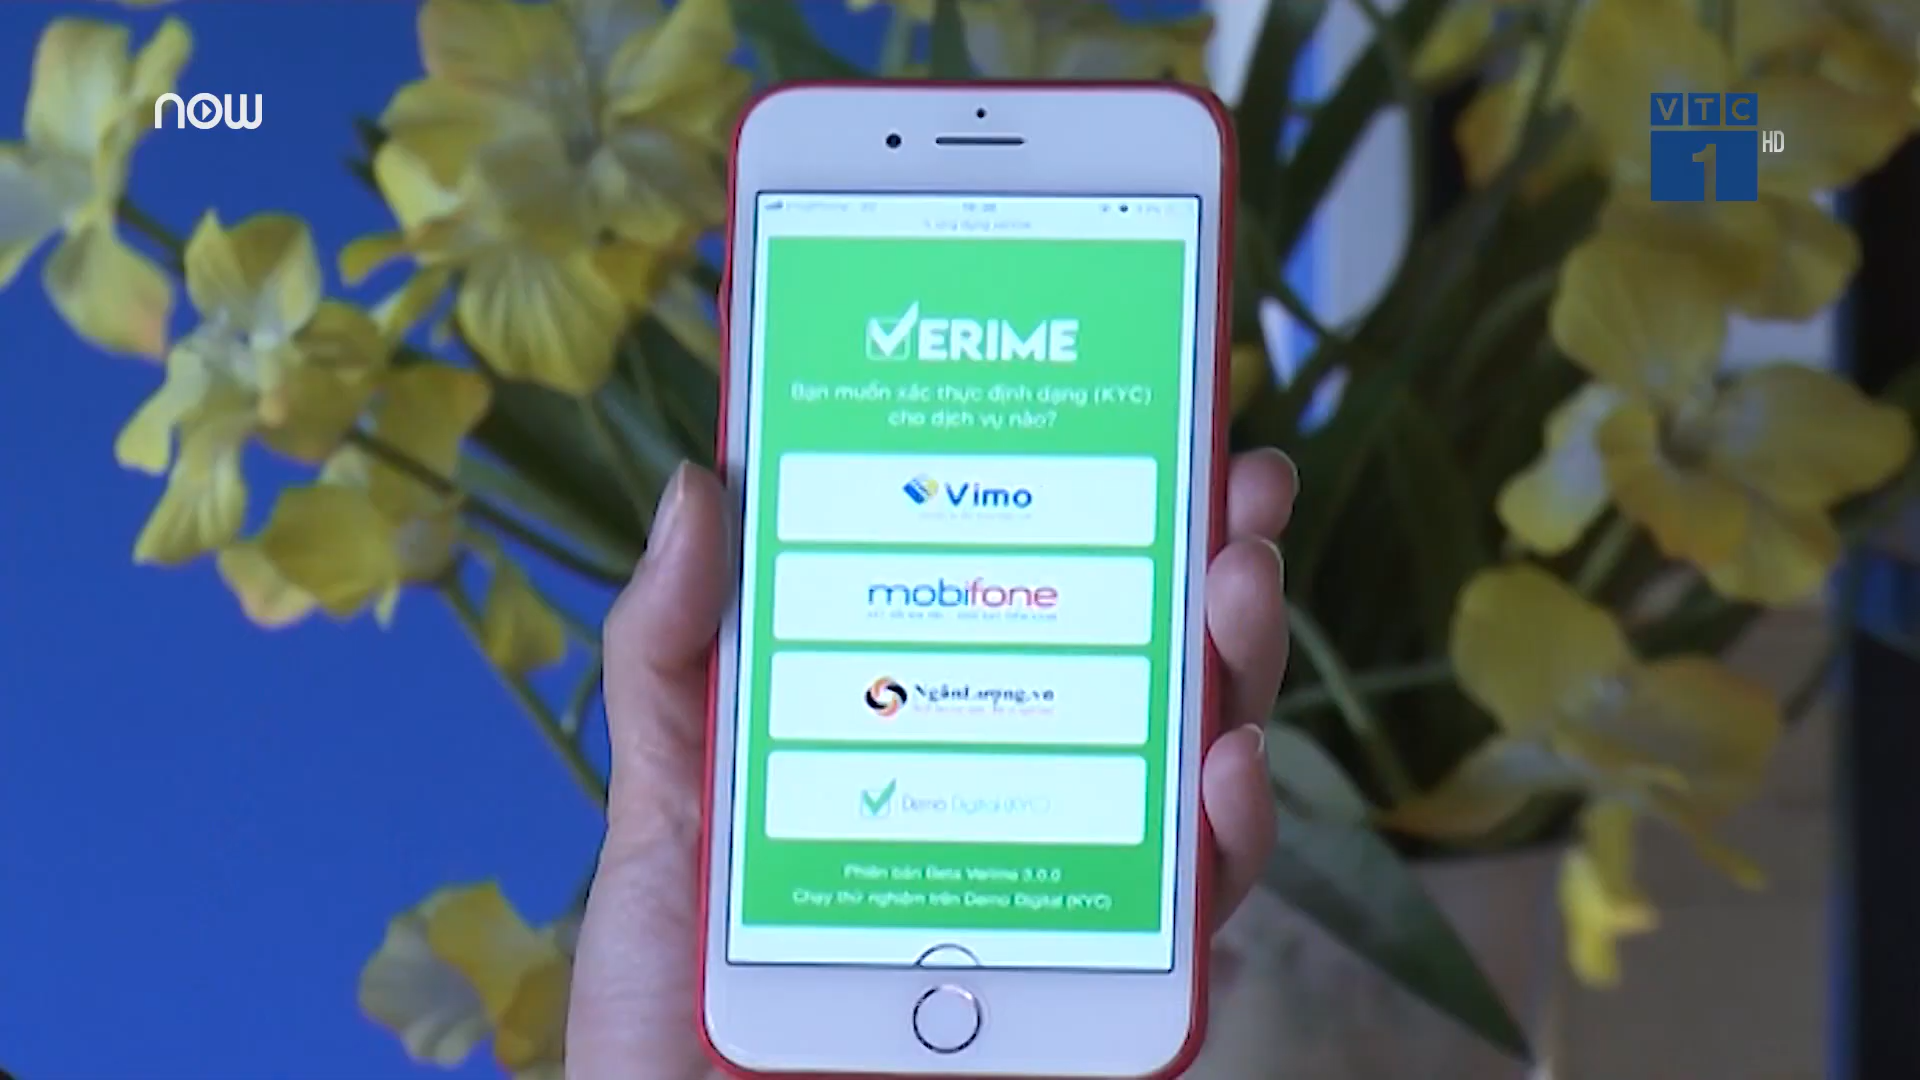 now
VTC
1
HD
VERIME
Bạn muốn xác thực định dạng (KYC)
cho dịch vụ nào?
Vimo
mobifone
NgânLượng.vn
Demo Digital (KYC)
Phiên bản Beta Verime 3.0.0
Chạy thử nghiệm trên Demo Digital (KYC)